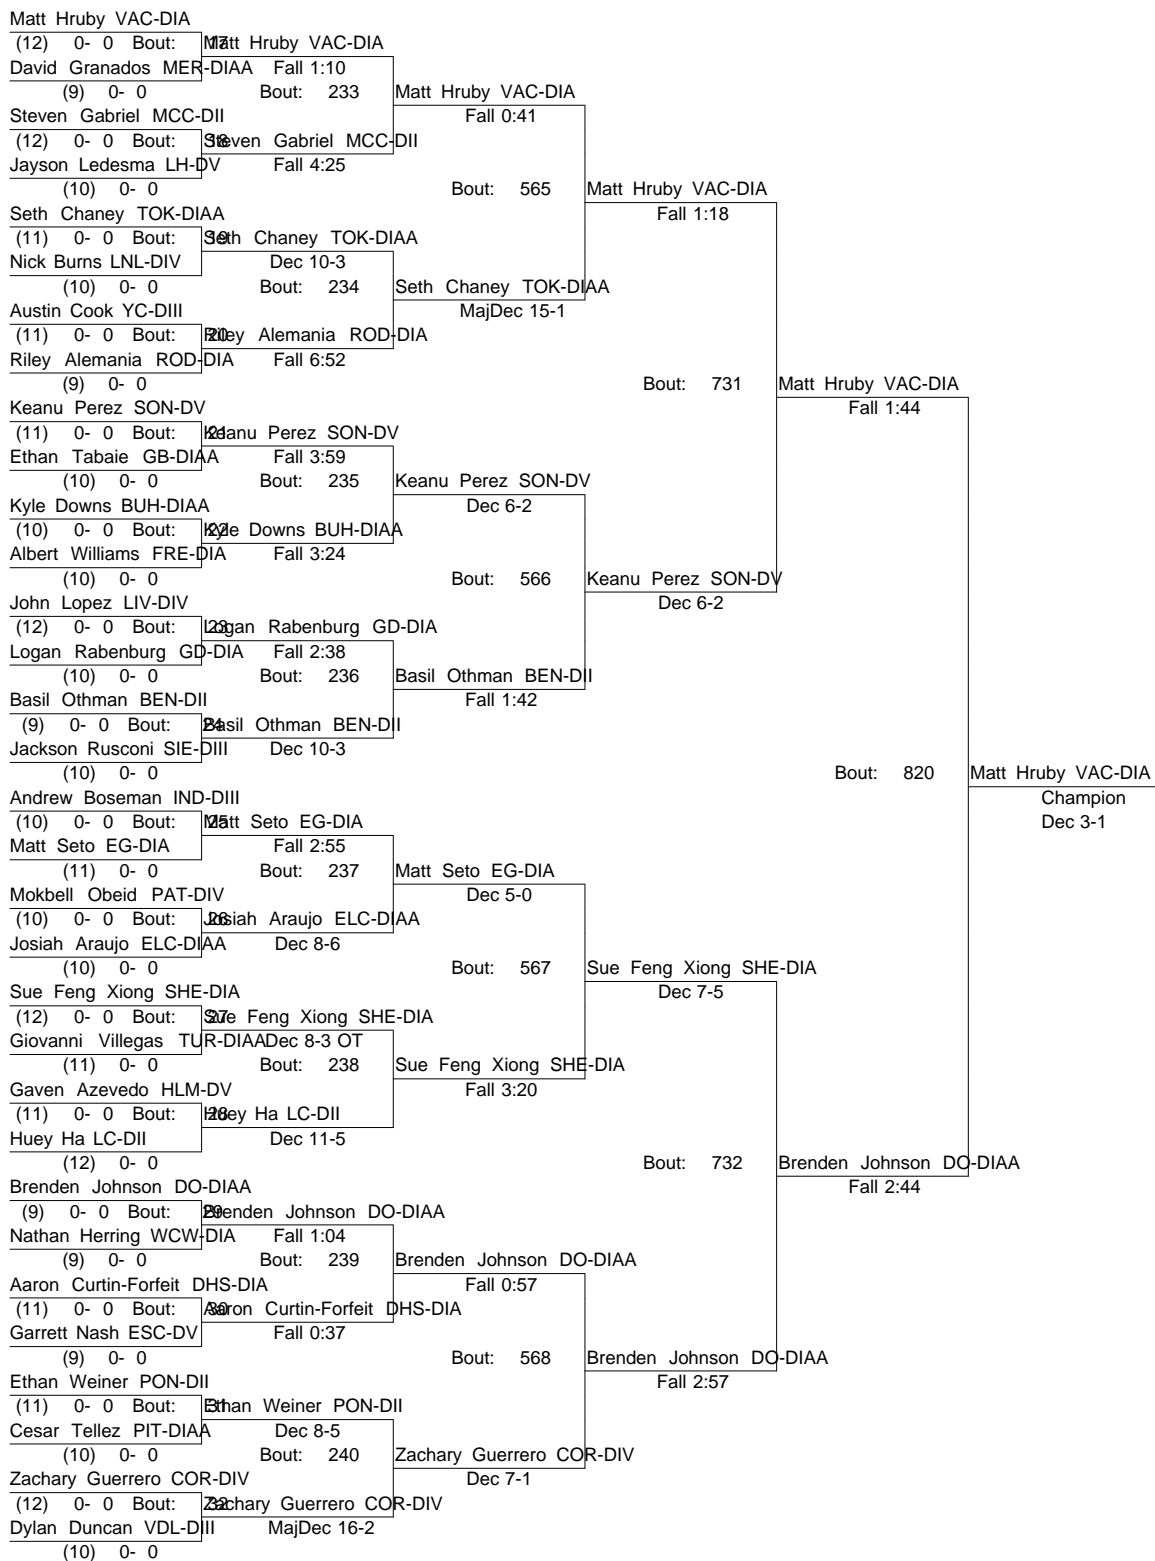 Matt Hruby VAC-DIA
(12) 0- 0 Bout: 17 Matt Hruby VAC-DIA
David Granados MER-DIAA Fall 1:10
(9) 0- 0 Bout: 233 Matt Hruby VAC-DIA
Steven Gabriel MCC-DII Fall 0:41
(12) 0- 0 Bout: 18 Steven Gabriel MCC-DII
Jayson Ledesma LH-DV Fall 4:25
(10) 0- 0 Bout: 565 Matt Hruby VAC-DIA
Seth Chaney TOK-DIAA Fall 1:18
(11) 0- 0 Bout: 19 Seth Chaney TOK-DIAA
Nick Burns LNL-DIV Dec 10-3
(10) 0- 0 Bout: 234 Seth Chaney TOK-DIAA
Austin Cook YC-DIII MajDec 15-1
(11) 0- 0 Bout: 20 Riley Alemania ROD-DIA
Riley Alemania ROD-DIA Fall 6:52
(9) 0- 0 Bout: 731 Matt Hruby VAC-DIA
Keanu Perez SON-DV Fall 1:44
(11) 0- 0 Bout: 21 Keanu Perez SON-DV
Ethan Tabaie GB-DIAA Fall 3:59
(10) 0- 0 Bout: 235 Keanu Perez SON-DV
Kyle Downs BUH-DIAA Dec 6-2
(10) 0- 0 Bout: 22 Kyle Downs BUH-DIAA
Albert Williams FRE-DIA Fall 3:24
(10) 0- 0 Bout: 566 Keanu Perez SON-DV
John Lopez LIV-DIV Dec 6-2
(12) 0- 0 Bout: 23 Logan Rabenburg GD-DIA
Logan Rabenburg GD-DIA Fall 2:38
(10) 0- 0 Bout: 236 Basil Othman BEN-DII
Basil Othman BEN-DII Fall 1:42
(9) 0- 0 Bout: 24 Basil Othman BEN-DII
Jackson Rusconi SIE-DIII Dec 10-3
(10) 0- 0 Bout: 820 Matt Hruby VAC-DIA
Andrew Boseman IND-DIII Champion
(10) 0- 0 Bout: 25 Matt Seto EG-DIA Dec 3-1
Matt Seto EG-DIA Fall 2:55
(11) 0- 0 Bout: 237 Matt Seto EG-DIA
Mokbell Obeid PAT-DIV Dec 5-0
(10) 0- 0 Bout: 26 Josiah Araujo ELC-DIAA
Josiah Araujo ELC-DIAA Dec 8-6
(10) 0- 0 Bout: 567 Sue Feng Xiong SHE-DIA
Sue Feng Xiong SHE-DIA Dec 7-5
(12) 0- 0 Bout: 27 Sue Feng Xiong SHE-DIA
Giovanni Villegas TUR-DIAA Dec 8-3 OT
(11) 0- 0 Bout: 238 Sue Feng Xiong SHE-DIA
Gaven Azevedo HLM-DV Fall 3:20
(11) 0- 0 Bout: 28 Huey Ha LC-DII
Huey Ha LC-DII Dec 11-5
(12) 0- 0 Bout: 732 Brenden Johnson DO-DIAA
Brenden Johnson DO-DIAA Fall 2:44
(9) 0- 0 Bout: 29 Brenden Johnson DO-DIAA
Nathan Herring WCW-DIA Fall 1:04
(9) 0- 0 Bout: 239 Brenden Johnson DO-DIAA
Aaron Curtin-Forfeit DHS-DIA Fall 0:57
(11) 0- 0 Bout: 30 Aaron Curtin-Forfeit DHS-DIA
Garrett Nash ESC-DV Fall 0:37
(9) 0- 0 Bout: 568 Brenden Johnson DO-DIAA
Ethan Weiner PON-DII Fall 2:57
(11) 0- 0 Bout: 31 Ethan Weiner PON-DII
Cesar Tellez PIT-DIAA Dec 8-5
(10) 0- 0 Bout: 240 Zachary Guerrero COR-DIV
Zachary Guerrero COR-DIV Dec 7-1
(12) 0- 0 Bout: 32 Zachary Guerrero COR-DIV
Dylan Duncan VDL-DIII MajDec 16-2
(10) 0- 0